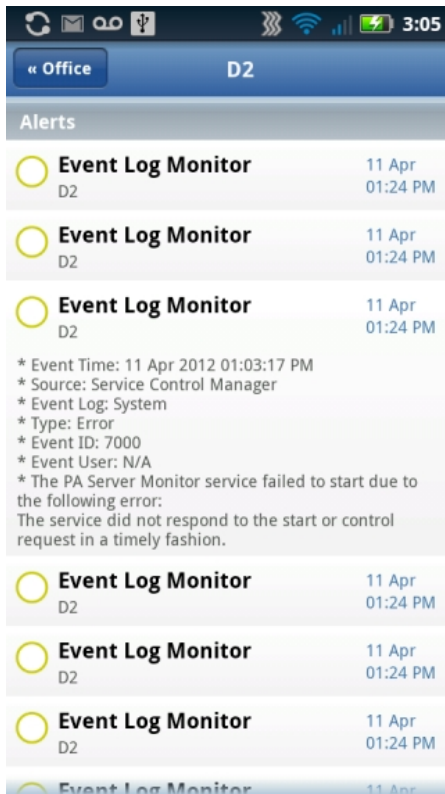 3:05
« Office
D2
Alerts
Event Log Monitor
11 Apr
D2
01:24 PM
Event Log Monitor
11 Apr
D2
01:24 PM
Event Log Monitor
11 Apr
D2
01:24 PM
* Event Time: 11 Apr 2012 01:03:17 PM
* Source: Service Control Manager
* Event Log: System
* Type: Error
* Event ID: 7000
* Event User: N/A
* The PA Server Monitor service failed to start due to
the following error:
The service did not respond to the start or control
request in a timely fashion.
Event Log Monitor
11 Apr
D2
01:24 PM
Event Log Monitor
11 Apr
D2
01:24 PM
Event Log Monitor
11 Apr
D2
01:24 PM
Event Log Monitor
11 Apr